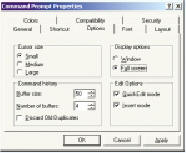 Command Prompt Properties
Colors Compatibility Security
General Shortcut Options Font Layout
Cursor size
Small
Medium
Large
Display options
Window
Full screen
Command history
Buffer size: 50
Number of buffers: 4
Discard Old Duplicates
Edit Options
QuickEdit mode
Insert mode
OK Cancel Apply